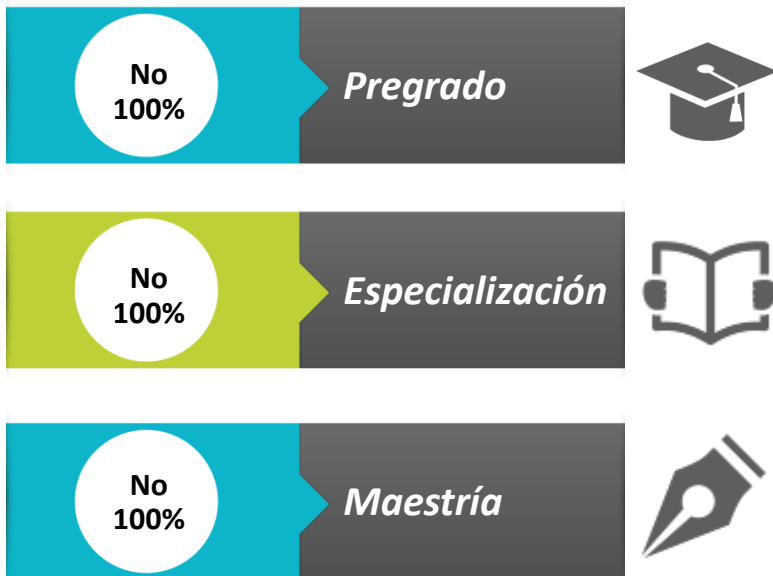 No
100%
Pregrado
No
100%
Especialización
No
100%
Maestría